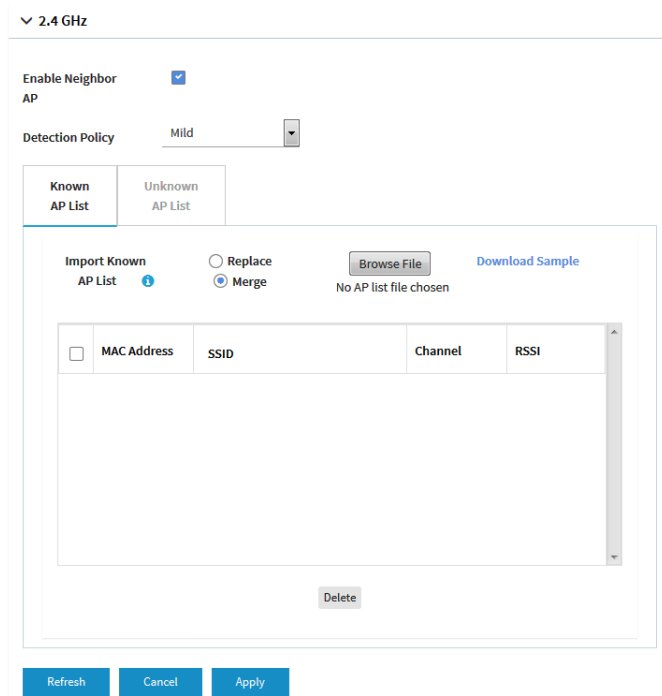 2.4 GHz
Enable Neighbor
AP
Detection Policy
Mild
Known
AP List
Unknown
AP List
Import Known
AP List
Replace
Merge
Browse File
No AP list file chosen
Download Sample
MAC Address
SSID
Channel
RSSI
Delete
Refresh
Cancel
Apply